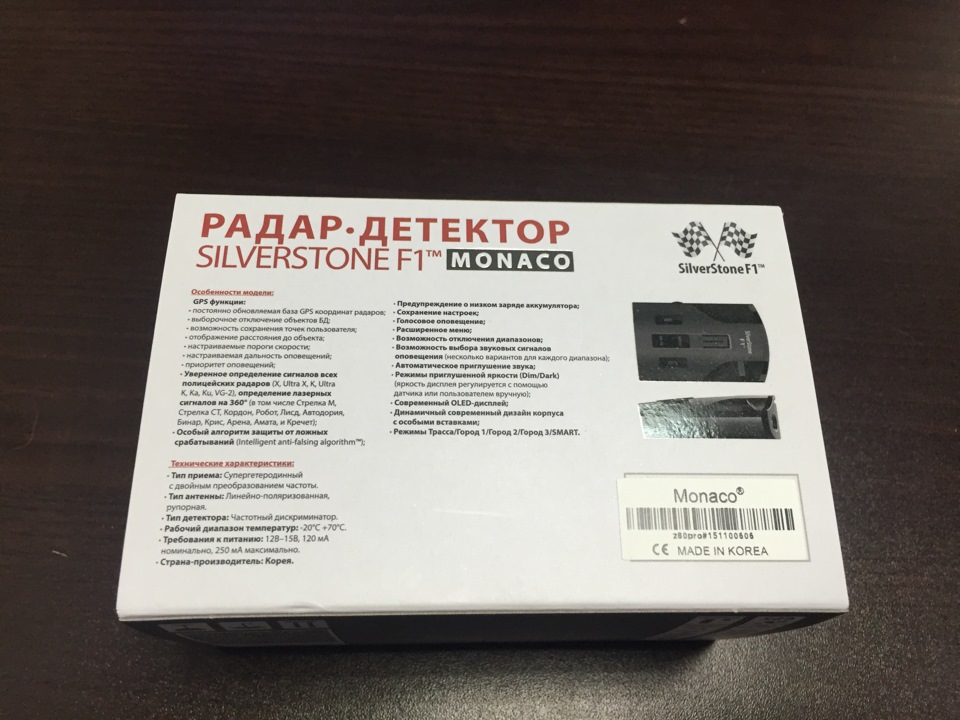 РАДАР·ДЕТЕКТОР
SILVERSTONE F1™ MONACO
SilverStone F1™
Особенности модели:
GPS функции:
· постоянно обновляемая база GPS координат радаров;
· выборочное отключение объектов БД;
· возможность сохранения точек пользователя;
· отображение расстояния до объекта;
· настраиваемые пороги скорости;
· настраиваемая дальность оповещений;
· приоритет оповещений;
· Уверенное определение сигналов всех
полицейских радаров (X, Ultra X, K, Ultra
K, Ka, Ku, VG-2), определение лазерных
сигналов на 360° (в том числе Стрелка М,
Стрелка СТ, Кордон, Робот, Лисд, Автодория,
Бинар, Крис, Арена, Амата, и Кречет);
· Особый алгоритм защиты от ложных
срабатываний (Intelligent anti-falsing algorithm™);
· Предупреждение о низком заряде аккумулятора;
· Сохранение настроек;
· Голосовое оповещение;
· Расширенное меню;
· Возможность отключения диапазонов;
· Возможность выбора звуковых сигналов
оповещения (несколько вариантов для каждого диапазона);
· Автоматическое приглушение звука;
· Режимы приглушенной яркости (Dim/Dark)
(яркость дисплея регулируется с помощью
датчика или пользователем вручную);
· Современный OLED-дисплей;
· Динамичный современный дизайн корпуса
с особыми вставками;
· Режимы Трасса/Город 1/Город 2/Город 3/SMART.
Технические характеристики:
· Тип приема: Супергетеродинный
с двойным преобразованием частоты.
· Тип антенны: Линейно-поляризованная,
рупорная.
· Тип детектора: Частотный дискриминатор.
· Рабочий диапазон температур: -20°C +70°C.
· Требования к питанию: 12В–15В, 120 мА
номинально, 250 мА максимально.
· Страна-производитель: Корея.
Monaco®
z80pro#151100606
CE MADE IN KOREA